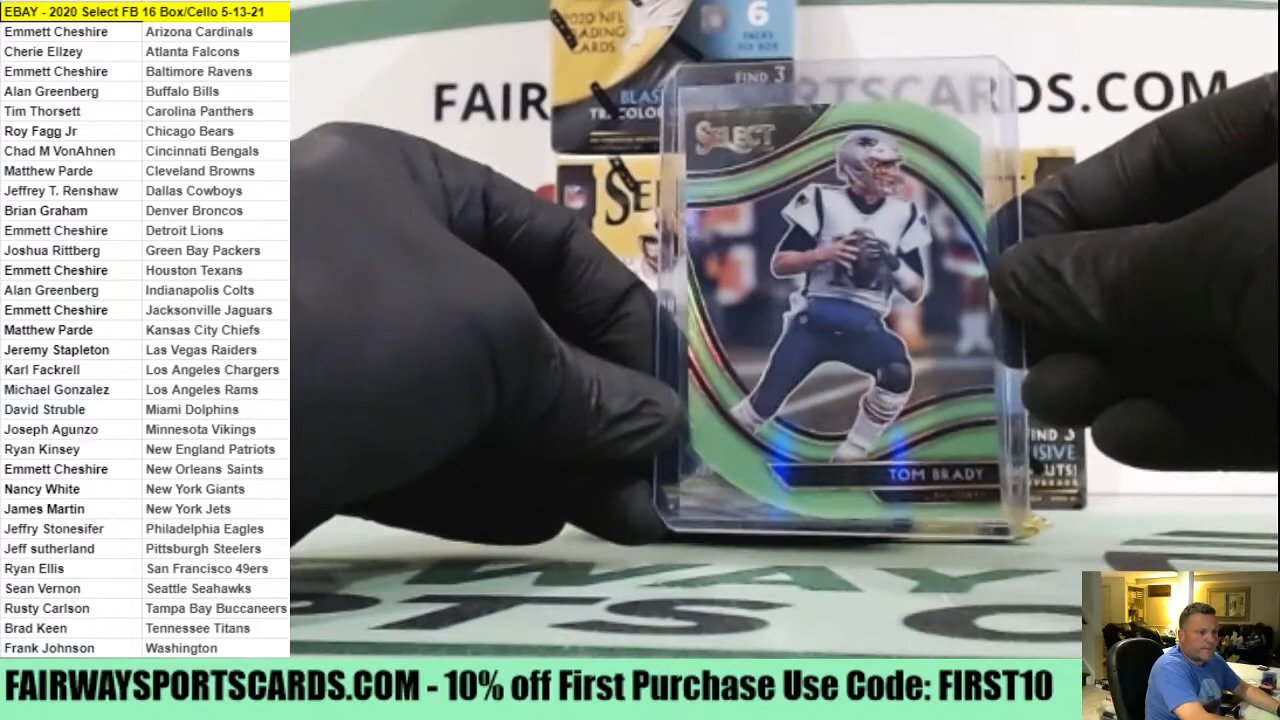 EBAY - 2020 Select FB 16 Box/Cello 5-13-21
Emmett Cheshire Arizona Cardinals
Cherie Ellzey Atlanta Falcons
Emmett Cheshire Baltimore Ravens
Alan Greenberg Buffalo Bills
Tim Thorsett Carolina Panthers
Roy Fagg Jr Chicago Bears
Chad M VonAhnen Cincinnati Bengals
Matthew Parde Cleveland Browns
Jeffrey T. Renshaw Dallas Cowboys
Brian Graham Denver Broncos
Emmett Cheshire Detroit Lions
Joshua Rittberg Green Bay Packers
Emmett Cheshire Houston Texans
Alan Greenberg Indianapolis Colts
Emmett Cheshire Jacksonville Jaguars
Matthew Parde Kansas City Chiefs
Jeremy Stapleton Las Vegas Raiders
Karl Fackrell Los Angeles Chargers
Michael Gonzalez Los Angeles Rams
David Struble Miami Dolphins
Joseph Agunzo Minnesota Vikings
Ryan Kinsey New England Patriots
Emmett Cheshire New Orleans Saints
Nancy White New York Giants
James Martin New York Jets
Jeffry Stonesifer Philadelphia Eagles
Jeff sutherland Pittsburgh Steelers
Ryan Ellis San Francisco 49ers
Sean Vernon Seattle Seahawks
Rusty Carlson Tampa Bay Buccaneers
Brad Keen Tennessee Titans
Frank Johnson Washington
2020 NFL
6
FIND 3
SELECT
TOM BRADY
FIND 3
FAIRWAYSPORTSCARDS.COM - 10% off First Purchase Use Code: FIRST10